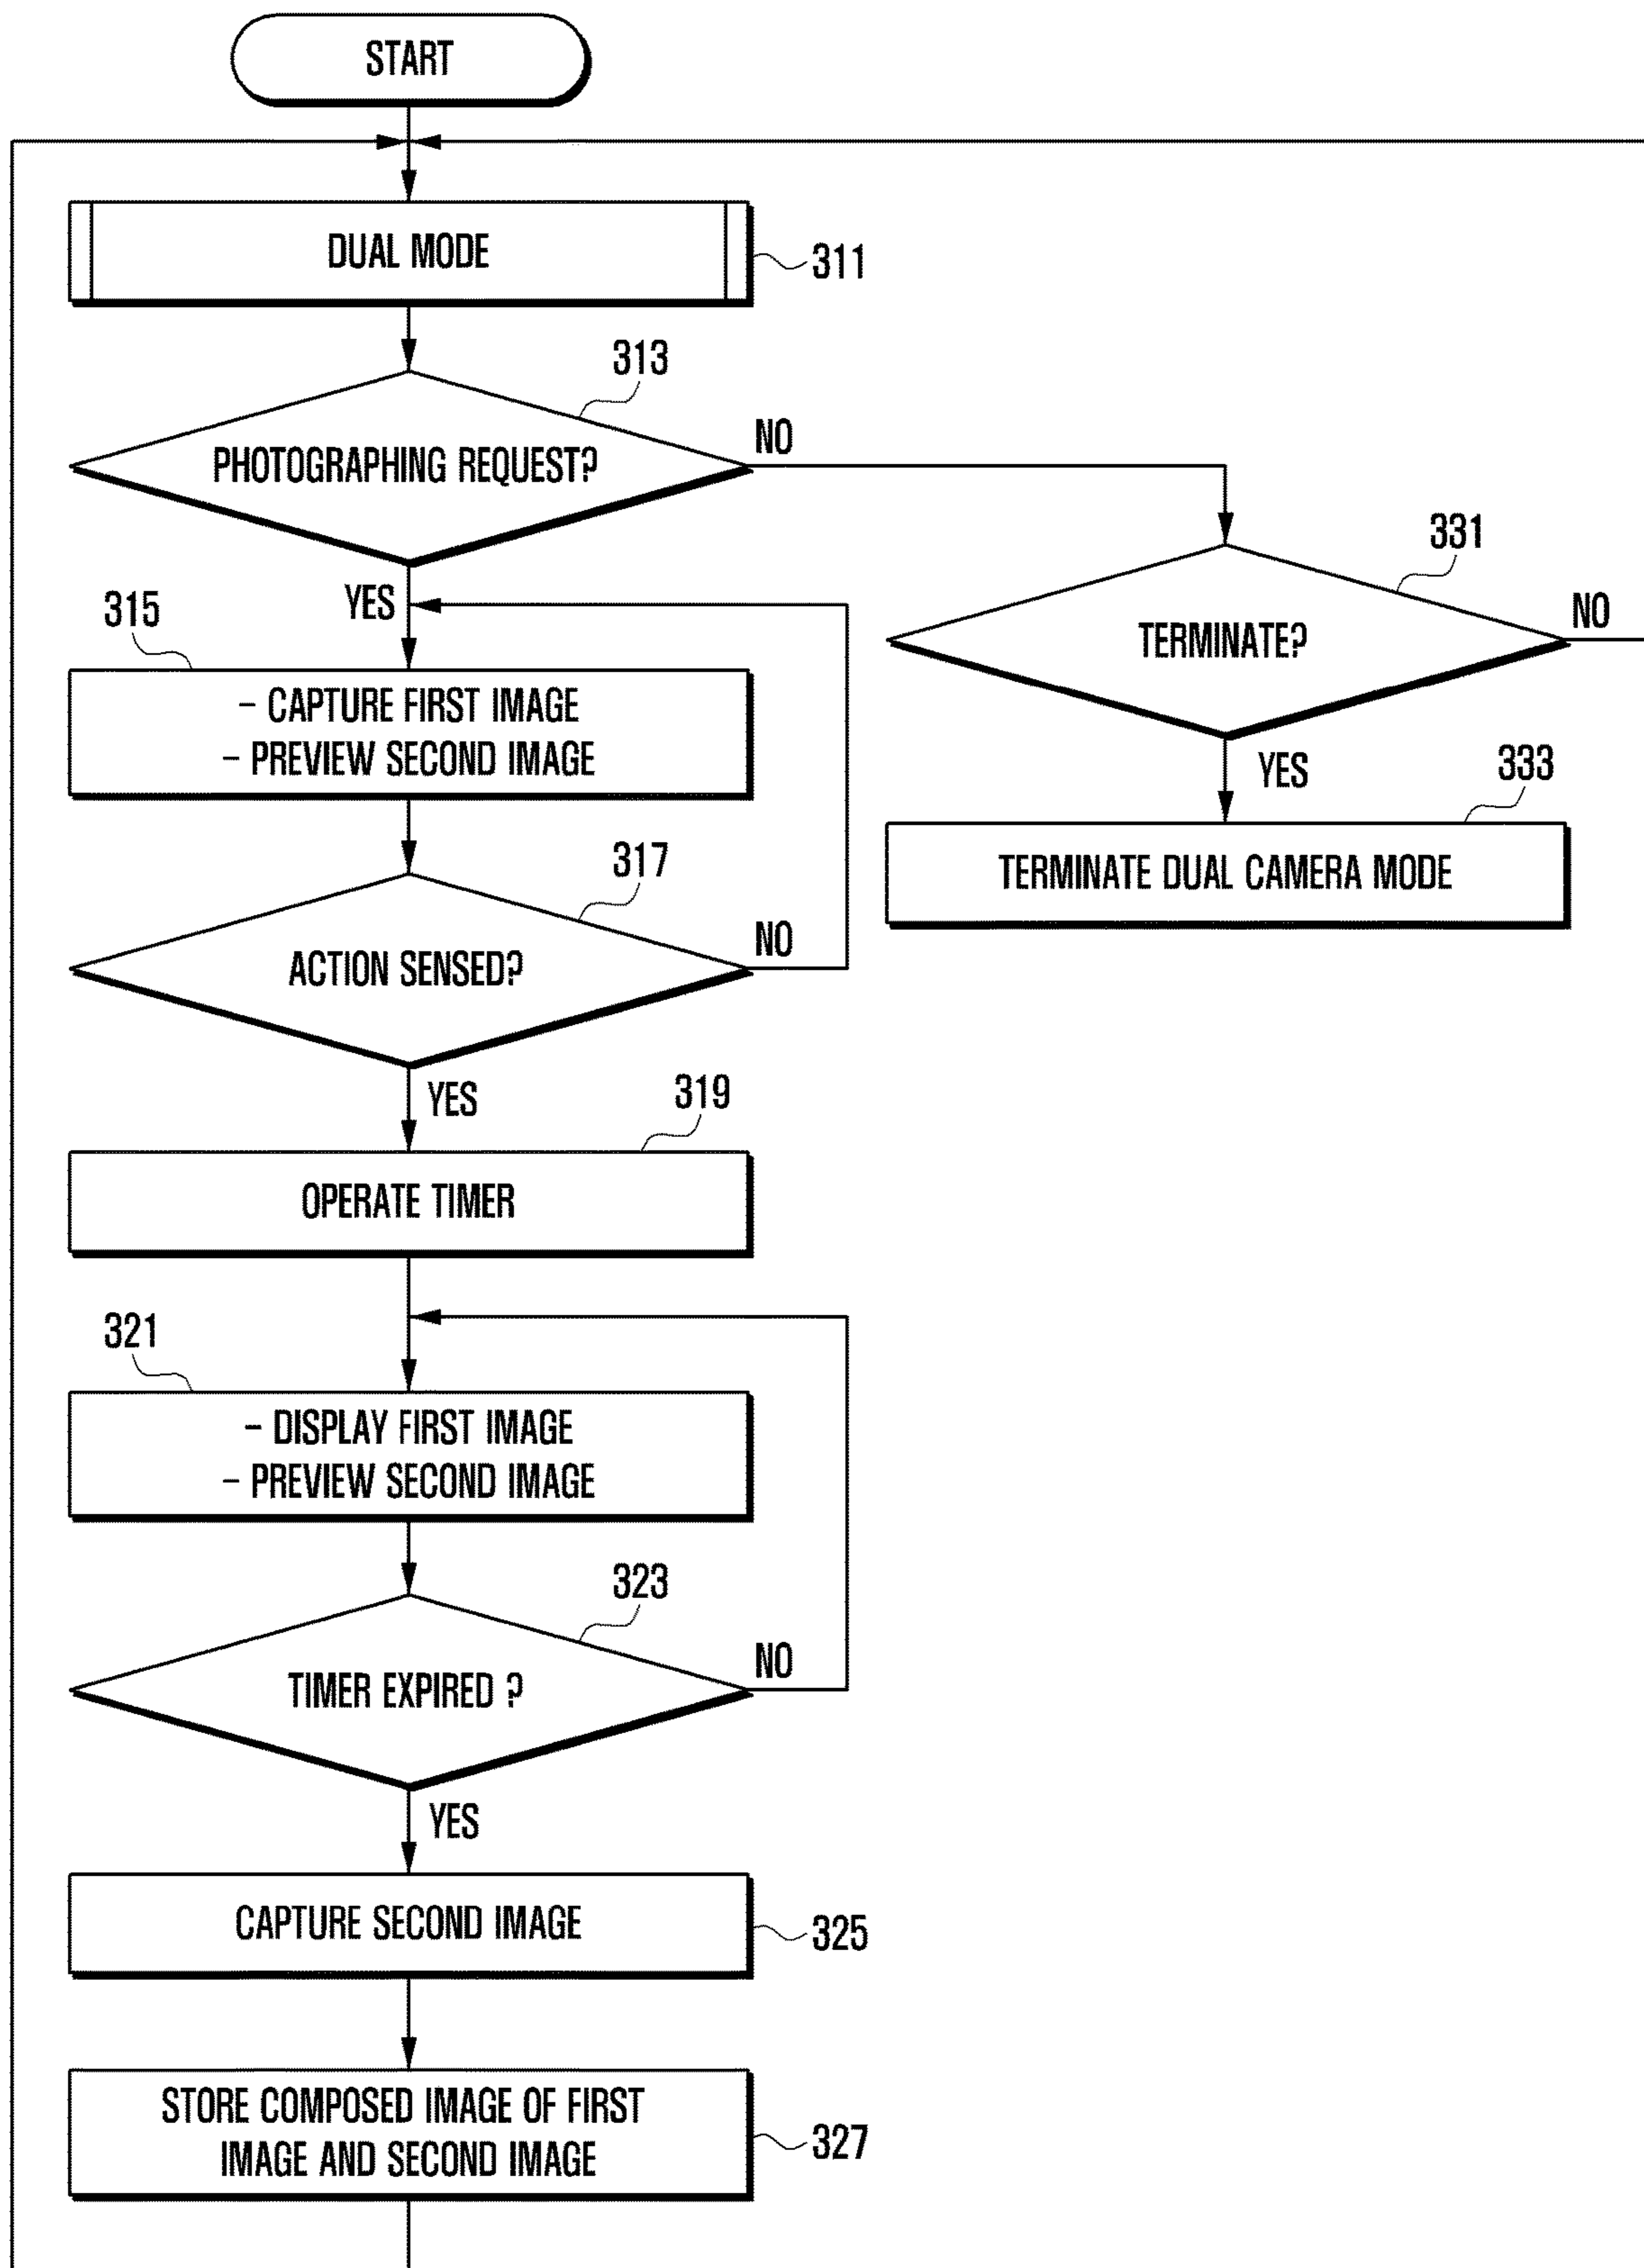 START
DUAL MODE
311
313
PHOTOGRAPHING REQUEST?
NO
YES
331
TERMINATE?
NO
YES
315
– CAPTURE FIRST IMAGE
– PREVIEW SECOND IMAGE
333
TERMINATE DUAL CAMERA MODE
317
ACTION SENSED?
NO
YES
319
OPERATE TIMER
321
– DISPLAY FIRST IMAGE
– PREVIEW SECOND IMAGE
323
TIMER EXPIRED ?
NO
YES
CAPTURE SECOND IMAGE
325
STORE COMPOSED IMAGE OF FIRST
IMAGE AND SECOND IMAGE
327